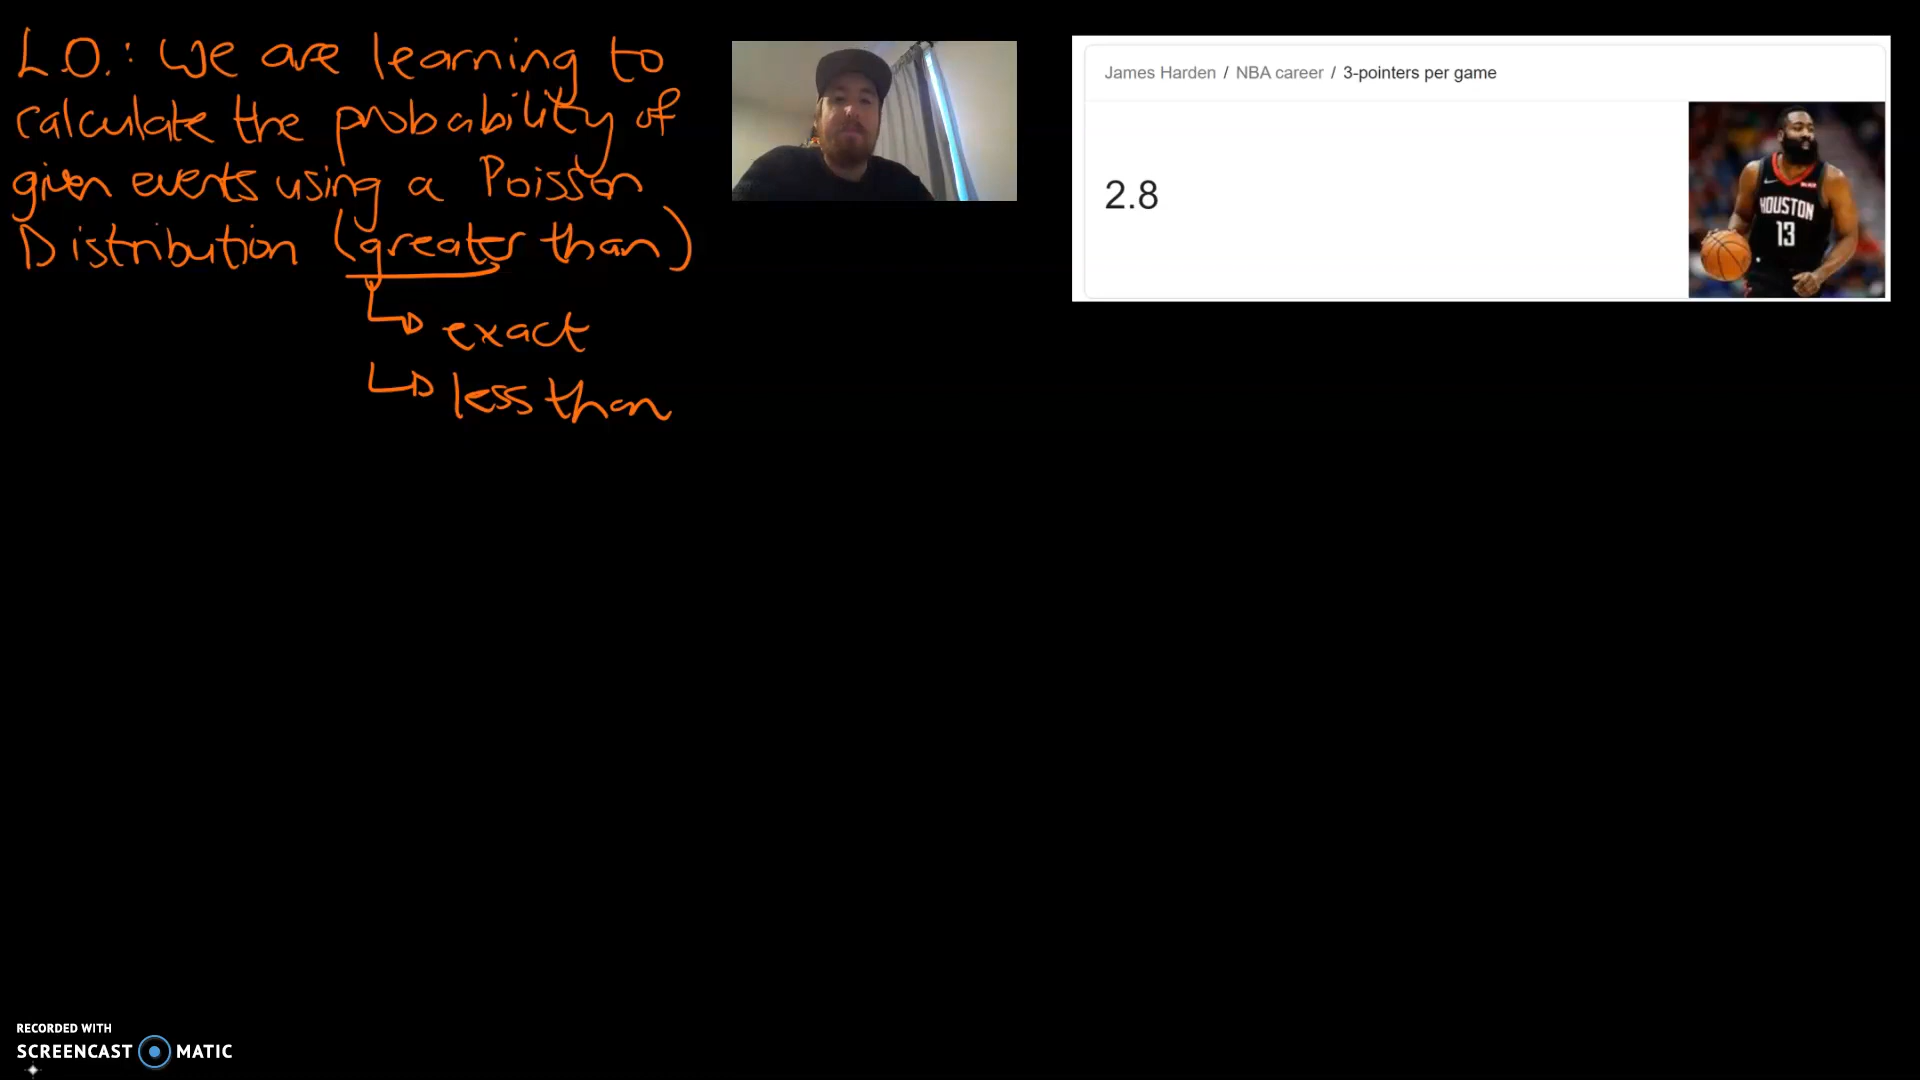 L.O.: We are learning to
calculate the probability of
given events using a Poisson
Distribution (greater than)
exact
less than
James Harden / NBA career / 3-pointers per game
2.8
HOUSTON
13
RECORDED WITH
SCREENCAST MATIC